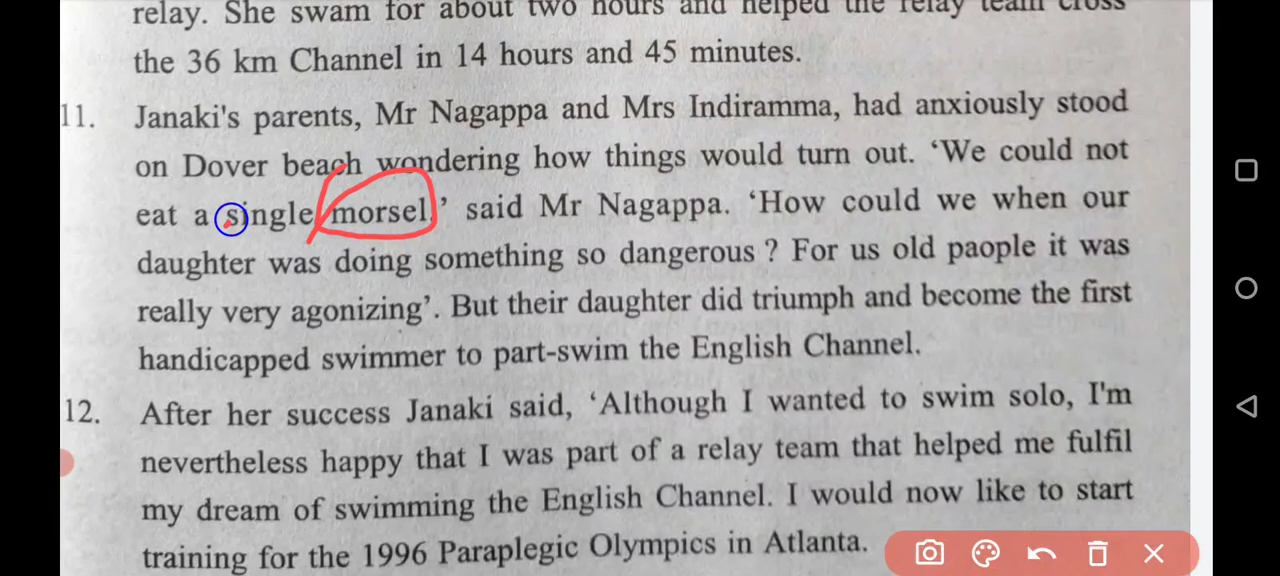 relay. She swam for about two hours and helped the relay team cross
the 36 km Channel in 14 hours and 45 minutes.
11. Janaki's parents, Mr Nagappa and Mrs Indiramma, had anxiously stood
on Dover beach wondering how things would turn out. ‘We could not
eat a single morsel,’ said Mr Nagappa. ‘How could we when our
daughter was doing something so dangerous ? For us old paople it was
really very agonizing’. But their daughter did triumph and become the first
handicapped swimmer to part-swim the English Channel.
12. After her success Janaki said, ‘Although I wanted to swim solo, I'm
nevertheless happy that I was part of a relay team that helped me fulfil
my dream of swimming the English Channel. I would now like to start
training for the 1996 Paraplegic Olympics in Atlanta.